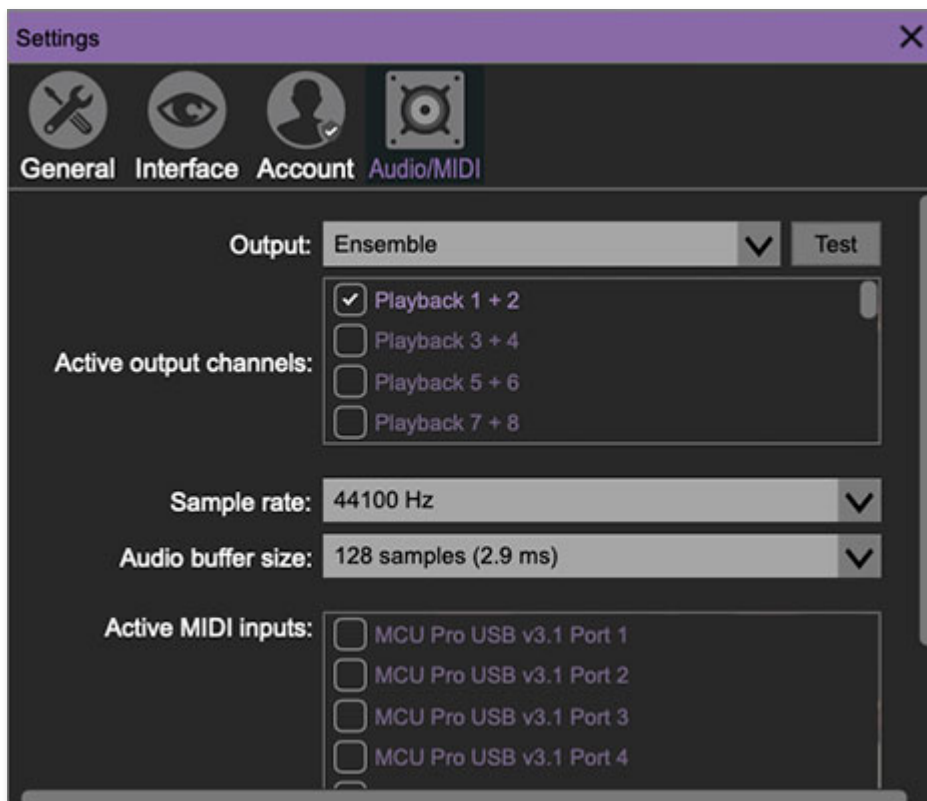 Settings
General Interface Account Audio/MIDI
Output: Ensemble Test
Active output channels:
Playback 1 + 2
Playback 3 + 4
Playback 5 + 6
Playback 7 + 8
Sample rate: 44100 Hz
Audio buffer size: 128 samples (2.9 ms)
Active MIDI inputs: MCU Pro USB v3.1 Port 1
MCU Pro USB v3.1 Port 2
MCU Pro USB v3.1 Port 3
MCU Pro USB v3.1 Port 4